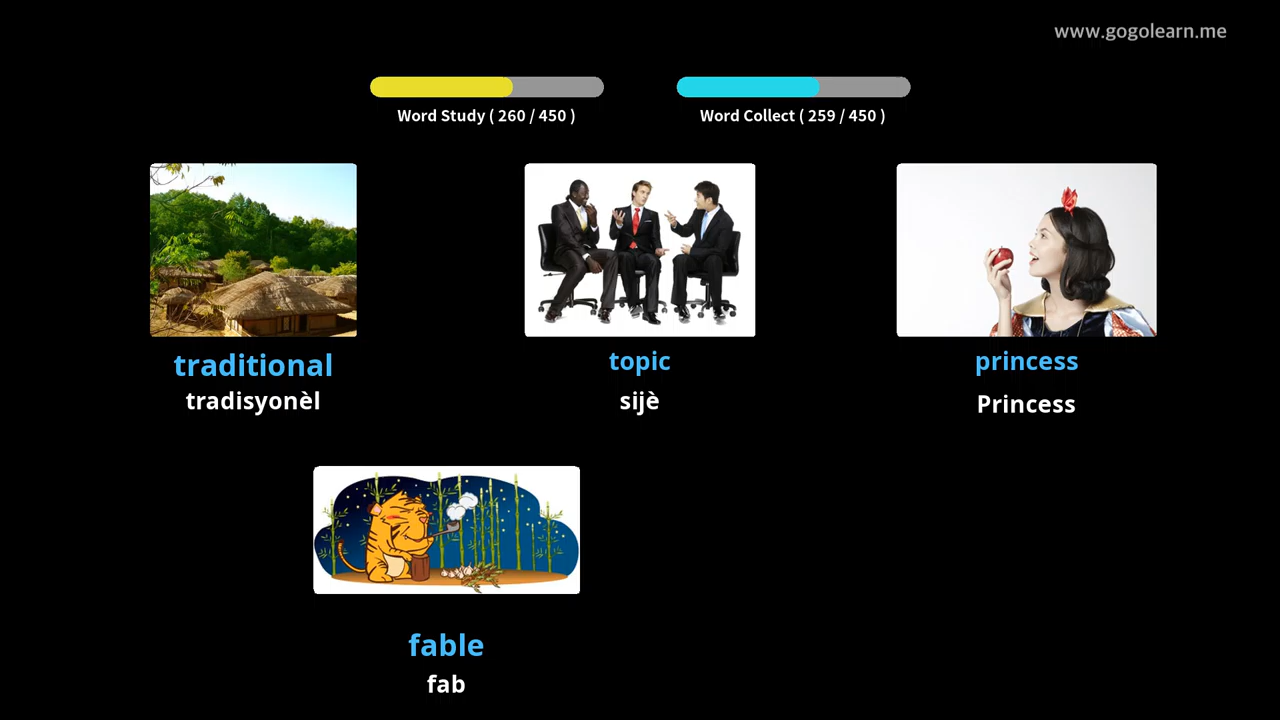 www.gogolearn.me
Word Study ( 260 / 450 )
Word Collect ( 259 / 450 )
traditional
tradisyonèl
topic
sijè
princess
Princess
fable
fab